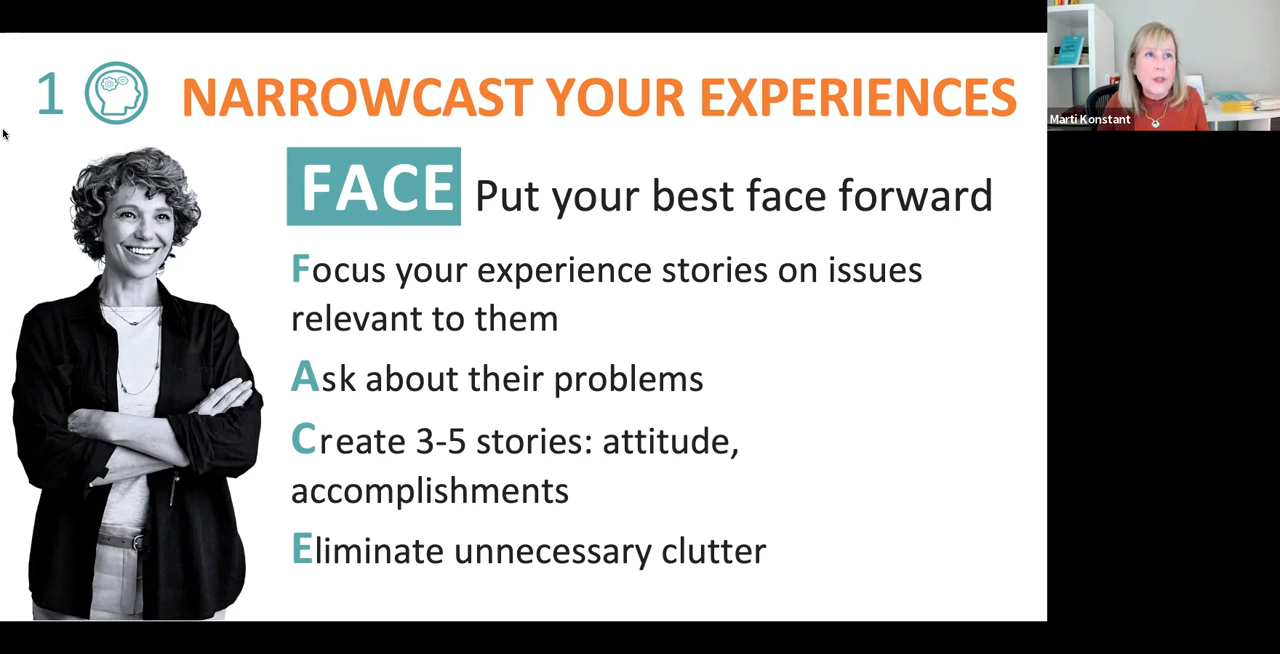 1 NARROWCAST YOUR EXPERIENCES
FACE Put your best face forward
Focus your experience stories on issues
relevant to them
Ask about their problems
Create 3-5 stories: attitude,
accomplishments
Eliminate unnecessary clutter
Marti Konstant